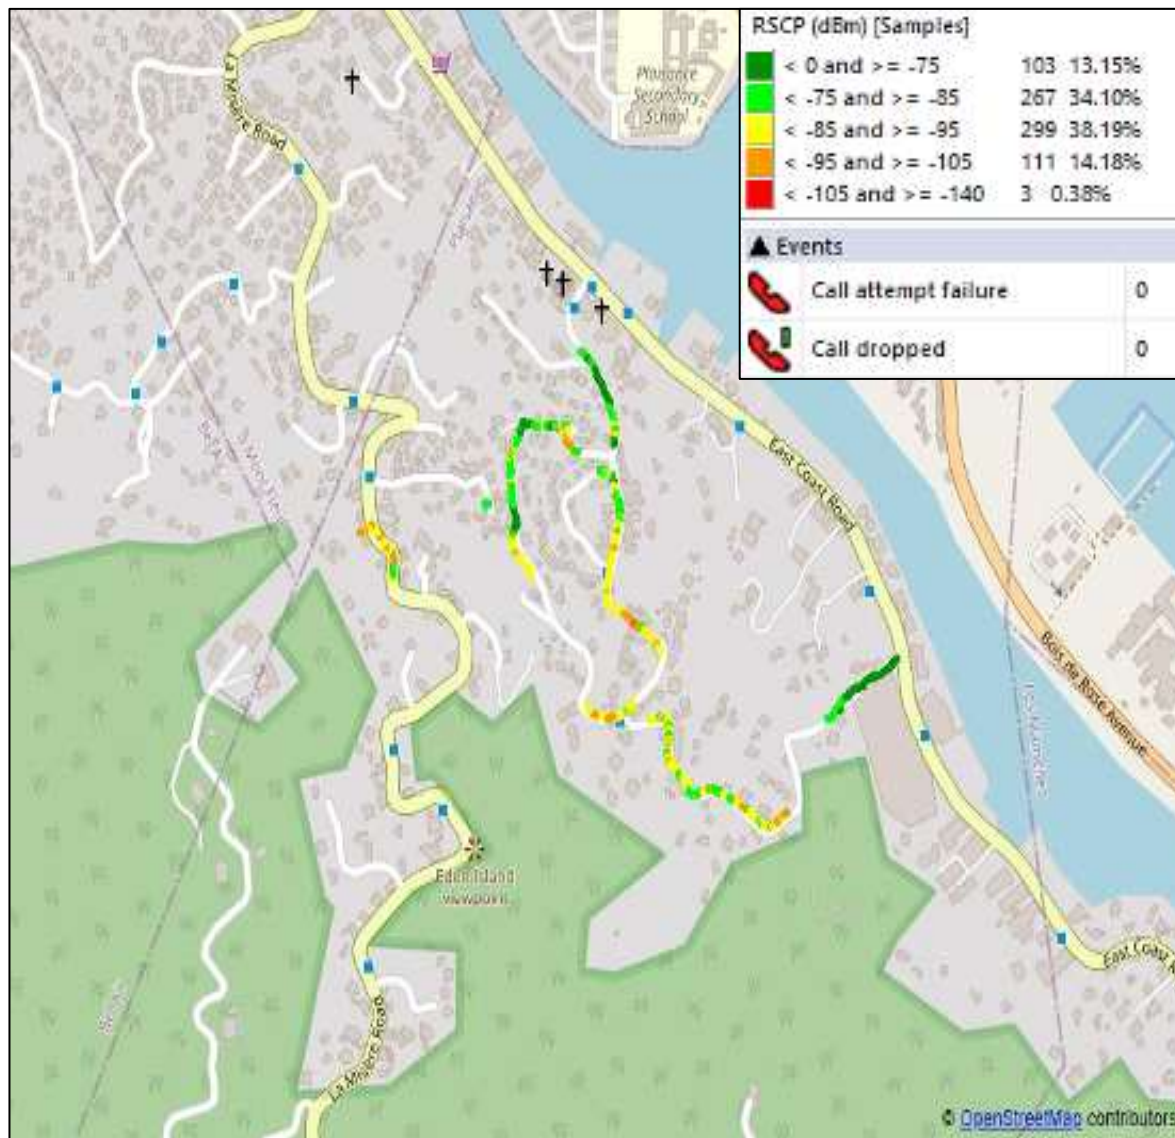 RSCP (dBm) [Samples]
< 0 and >= -75 103 13.15%
< -75 and >= -85 267 34.10%
< -85 and >= -95 299 38.19%
< -95 and >= -105 111 14.18%
< -105 and >= -140 3 0.38%
▲ Events
Call attempt failure 0
Call dropped 0
La Misère Road
Plaisance
Secondary
School
East Coast Road
Bois de Rose Avenue
Eden Island
viewpoint
La Misère Road
East Coast R
© OpenStreetMap contributors